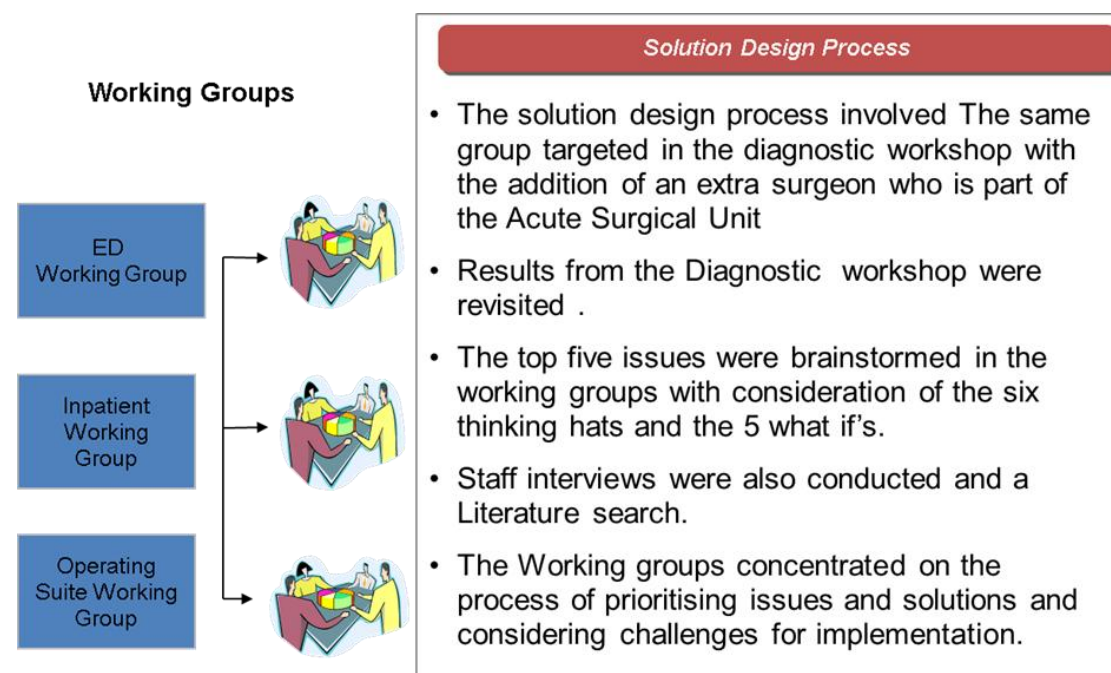 Working Groups
ED
Working Group
Inpatient
Working
Group
Operating
Suite Working
Group
Solution Design Process
• The solution design process involved The same
group targeted in the diagnostic workshop with
the addition of an extra surgeon who is part of
the Acute Surgical Unit
• Results from the Diagnostic workshop were
revisited .
• The top five issues were brainstormed in the
working groups with consideration of the six
thinking hats and the 5 what if's.
• Staff interviews were also conducted and a
Literature search.
• The Working groups concentrated on the
process of prioritising issues and solutions and
considering challenges for implementation.